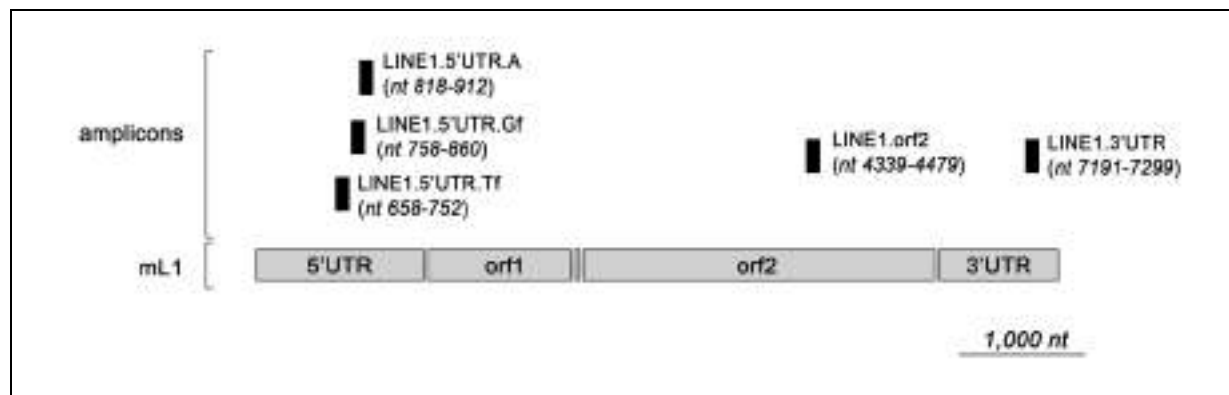 LINE1.5'UTR.A
(nt 818-912)
amplicons
LINE1.5'UTR.Gf
(nt 758-860)
LINE1.5'UTR.Tf
(nt 658-752)
LINE1.orf2
(nt 4339-4479)
LINE1.3'UTR
(nt 7191-7299)
mL1
5'UTR
orf1
orf2
3'UTR
1,000 nt